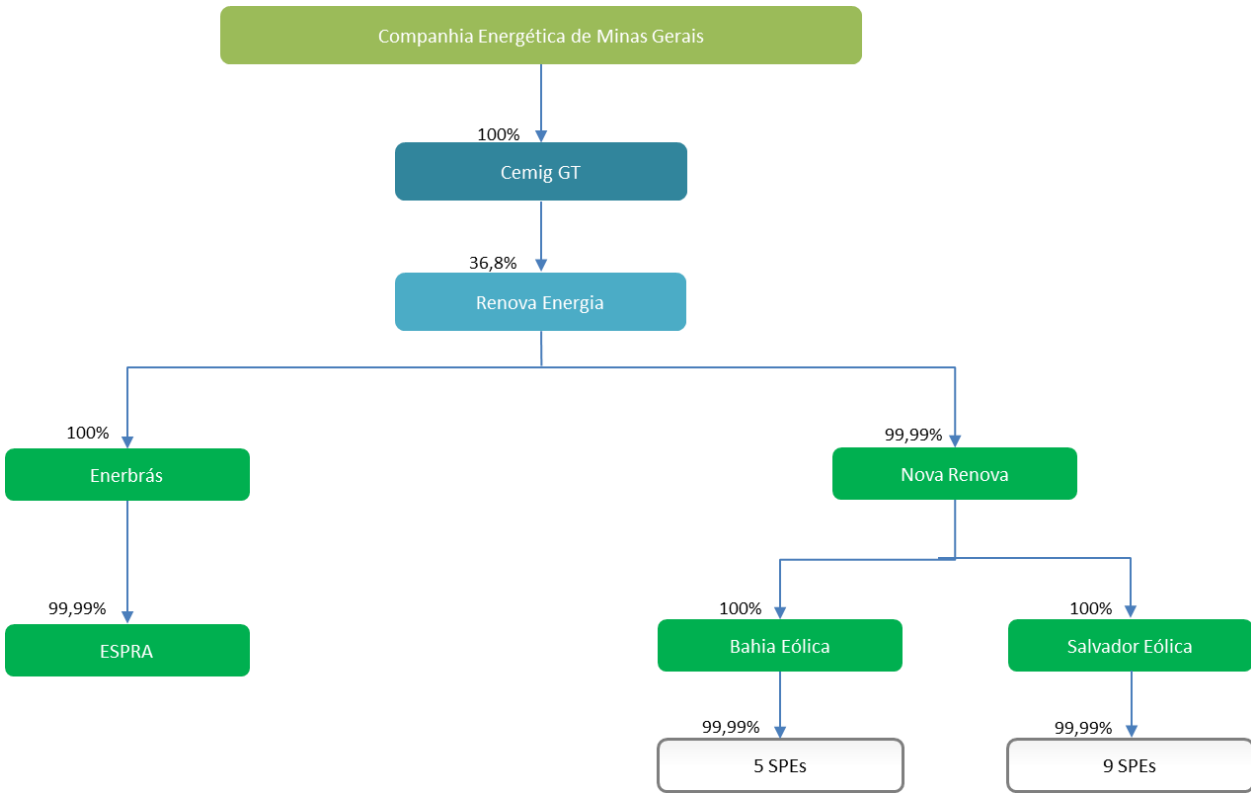 Companhia Energética de Minas Gerais
100%
Cemig GT
36,8%
Renova Energia
100%
99,99%
Enerbrás
Nova Renova
99,99%
100%
100%
ESPRA
Bahia Eólica
Salvador Eólica
99,99%
99,99%
5 SPEs
9 SPEs